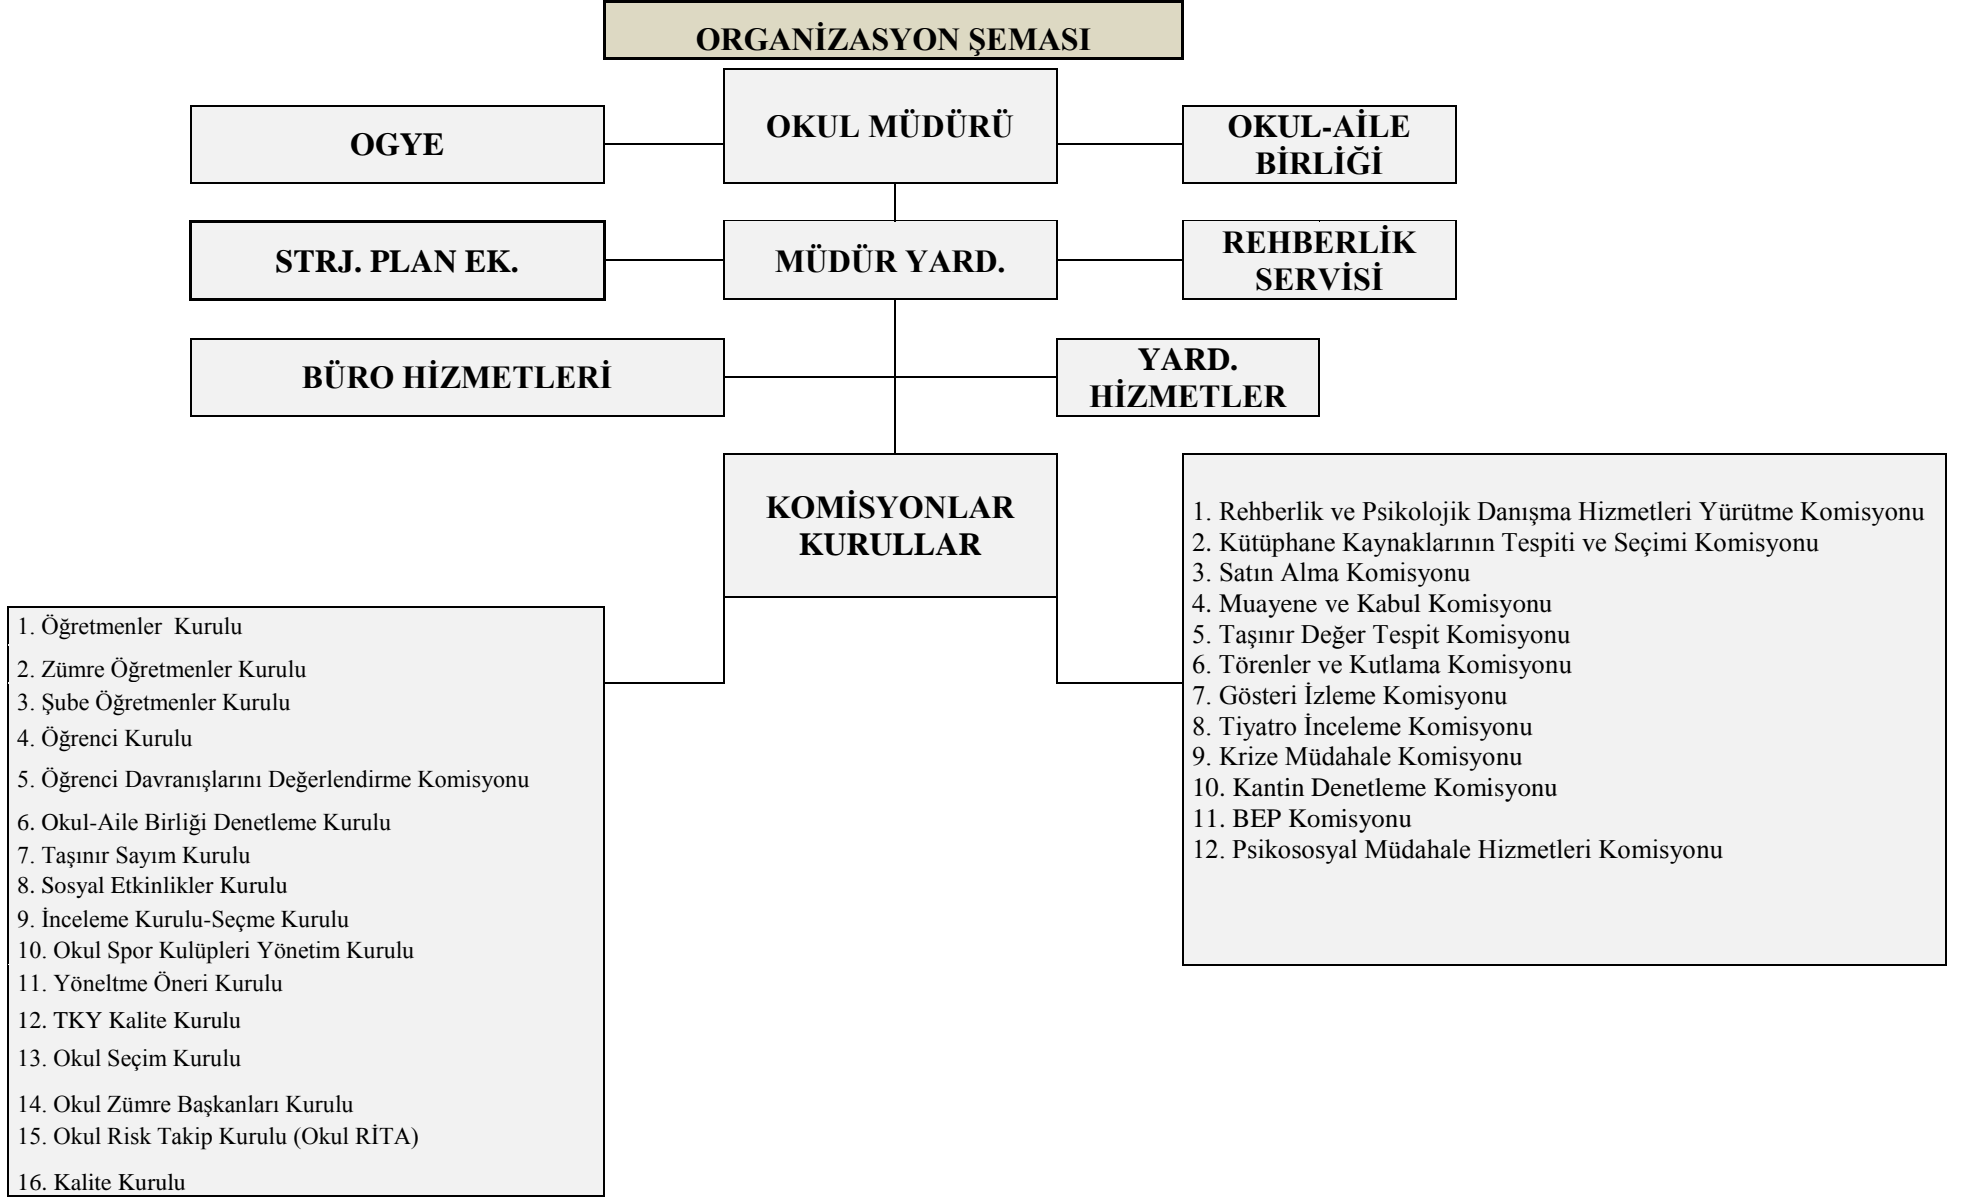 ORGANİZASYON ŞEMASI
OKUL MÜDÜRÜ
OGYE
OKUL-AİLE
BİRLİĞİ
STRJ. PLAN EK.
MÜDÜR YARD.
REHBERLİK
SERVİSİ
BÜRO HİZMETLERİ
YARD.
HİZMETLER
KOMİSYONLAR
KURULLAR
1. Öğretmenler  Kurulu
2. Zümre Öğretmenler Kurulu
3. Şube Öğretmenler Kurulu
4. Öğrenci Kurulu
5. Öğrenci Davranışlarını Değerlendirme Komisyonu
6. Okul-Aile Birliği Denetleme Kurulu
7. Taşınır Sayım Kurulu
8. Sosyal Etkinlikler Kurulu
9. İnceleme Kurulu-Seçme Kurulu
10. Okul Spor Kulüpleri Yönetim Kurulu
11. Yöneltme Öneri Kurulu
12. TKY Kalite Kurulu
13. Okul Seçim Kurulu
14. Okul Zümre Başkanları Kurulu
15. Okul Risk Takip Kurulu (Okul RİTA)
16. Kalite Kurulu
1. Rehberlik ve Psikolojik Danışma Hizmetleri Yürütme Komisyonu
2. Kütüphane Kaynaklarının Tespiti ve Seçimi Komisyonu
3. Satın Alma Komisyonu
4. Muayene ve Kabul Komisyonu
5. Taşınır Değer Tespit Komisyonu
6. Törenler ve Kutlama Komisyonu
7. Gösteri İzleme Komisyonu
8. Tiyatro İnceleme Komisyonu
9. Krize Müdahale Komisyonu
10. Kantin Denetleme Komisyonu
11. BEP Komisyonu
12. Psikososyal Müdahale Hizmetleri Komisyonu